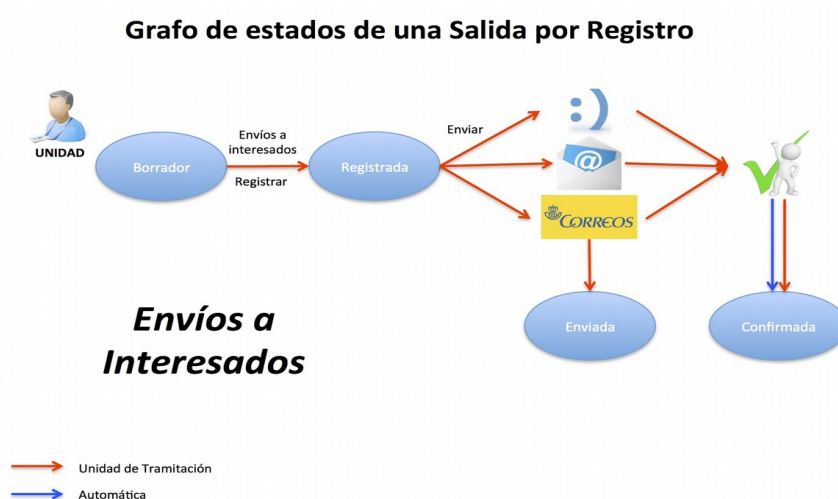 Grafo de estados de una Salida por Registro
UNIDAD
Borrador
Envíos a
interesados
Registrar
Registrada
Enviar
:)
@
CORREOS
Enviada
Confirmada
Envíos a
Interesados
Unidad de Tramitación
Automática